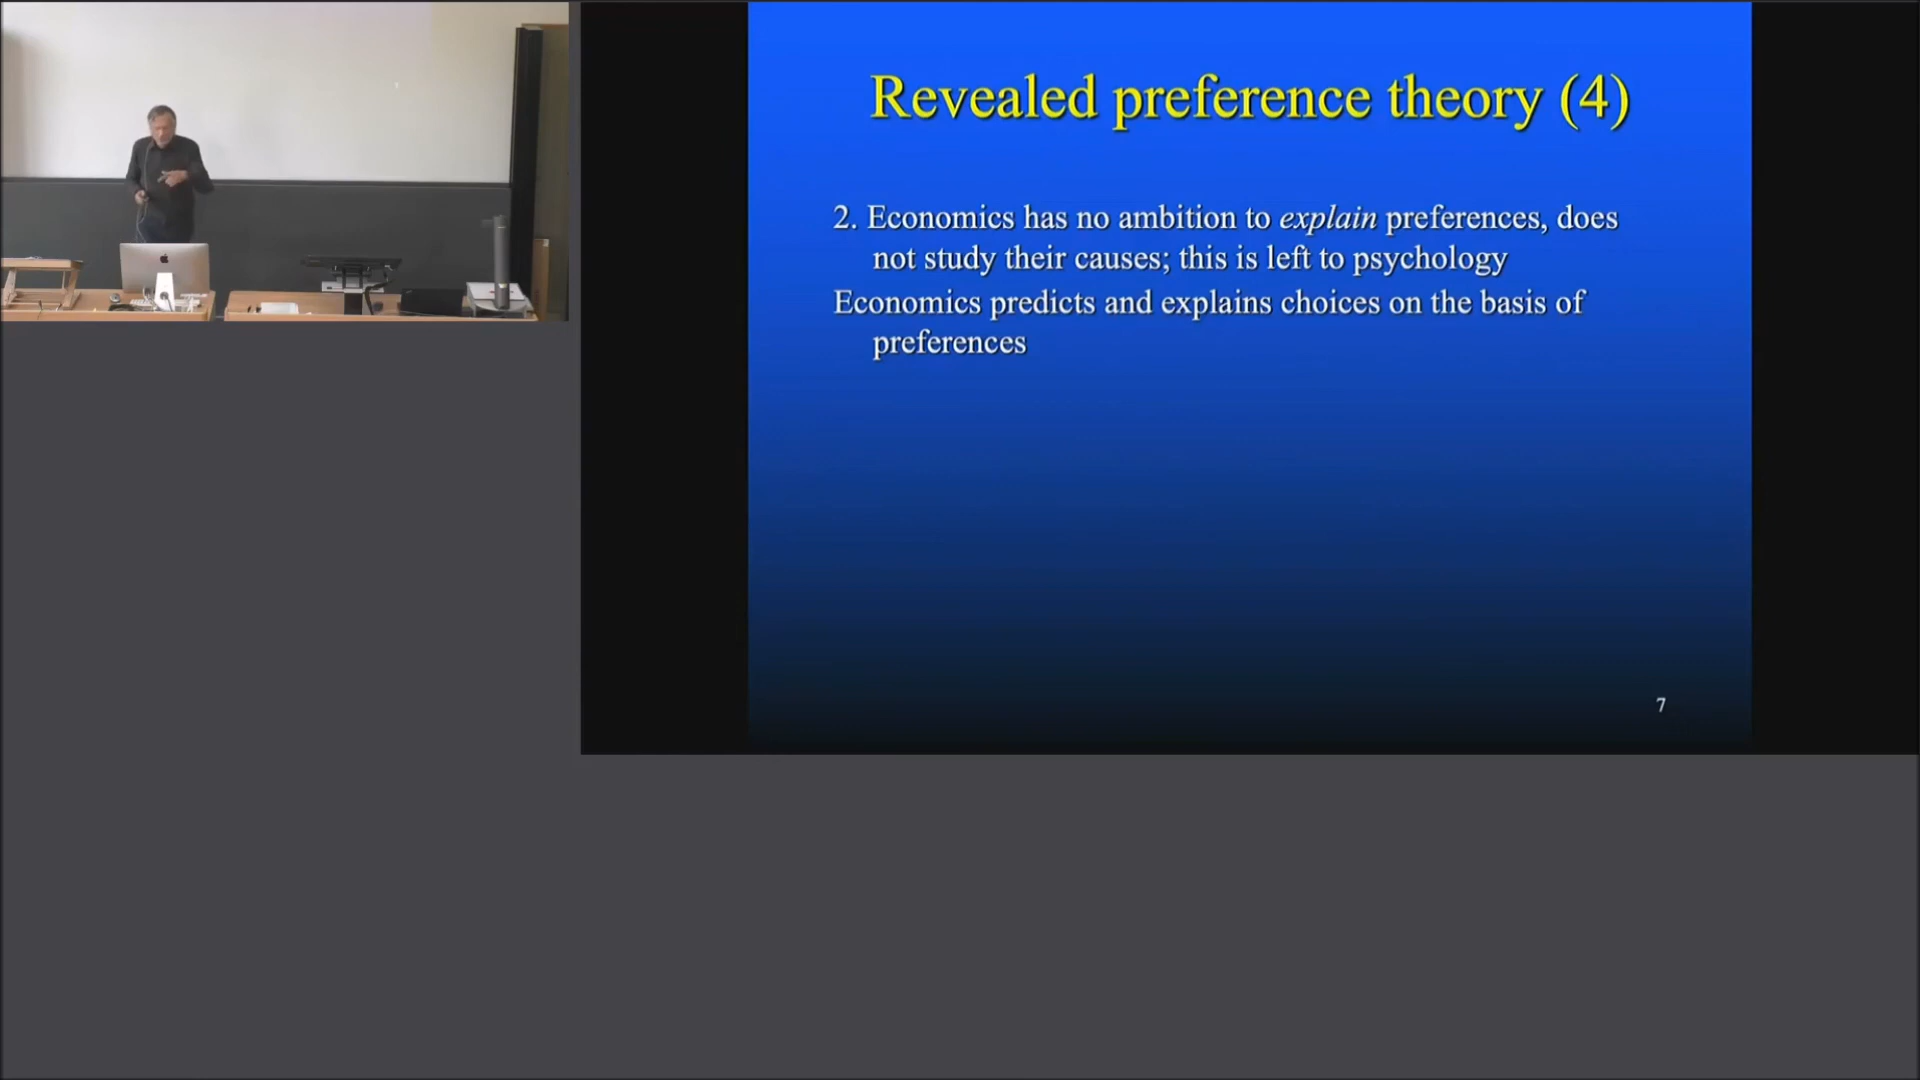 Revealed preference theory (4)
2. Economics has no ambition to explain preferences, does
not study their causes; this is left to psychology
Economics predicts and explains choices on the basis of
preferences
7